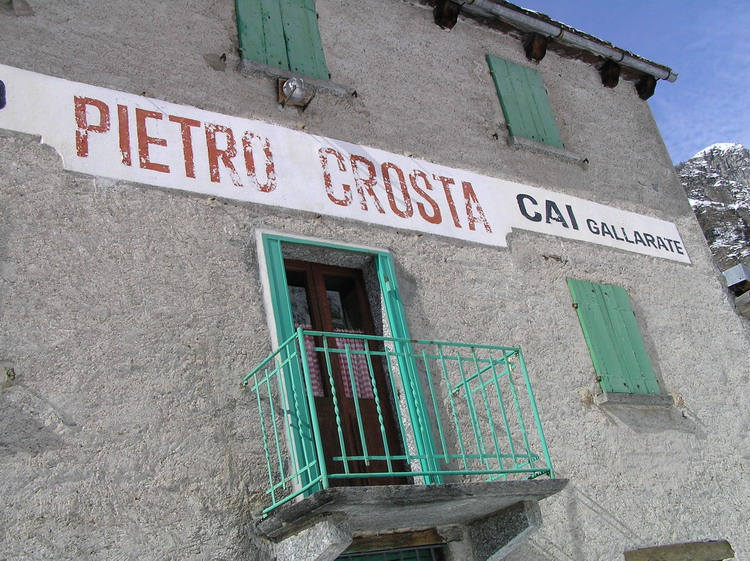 PIETRO CROSTA CAI GALLARATE